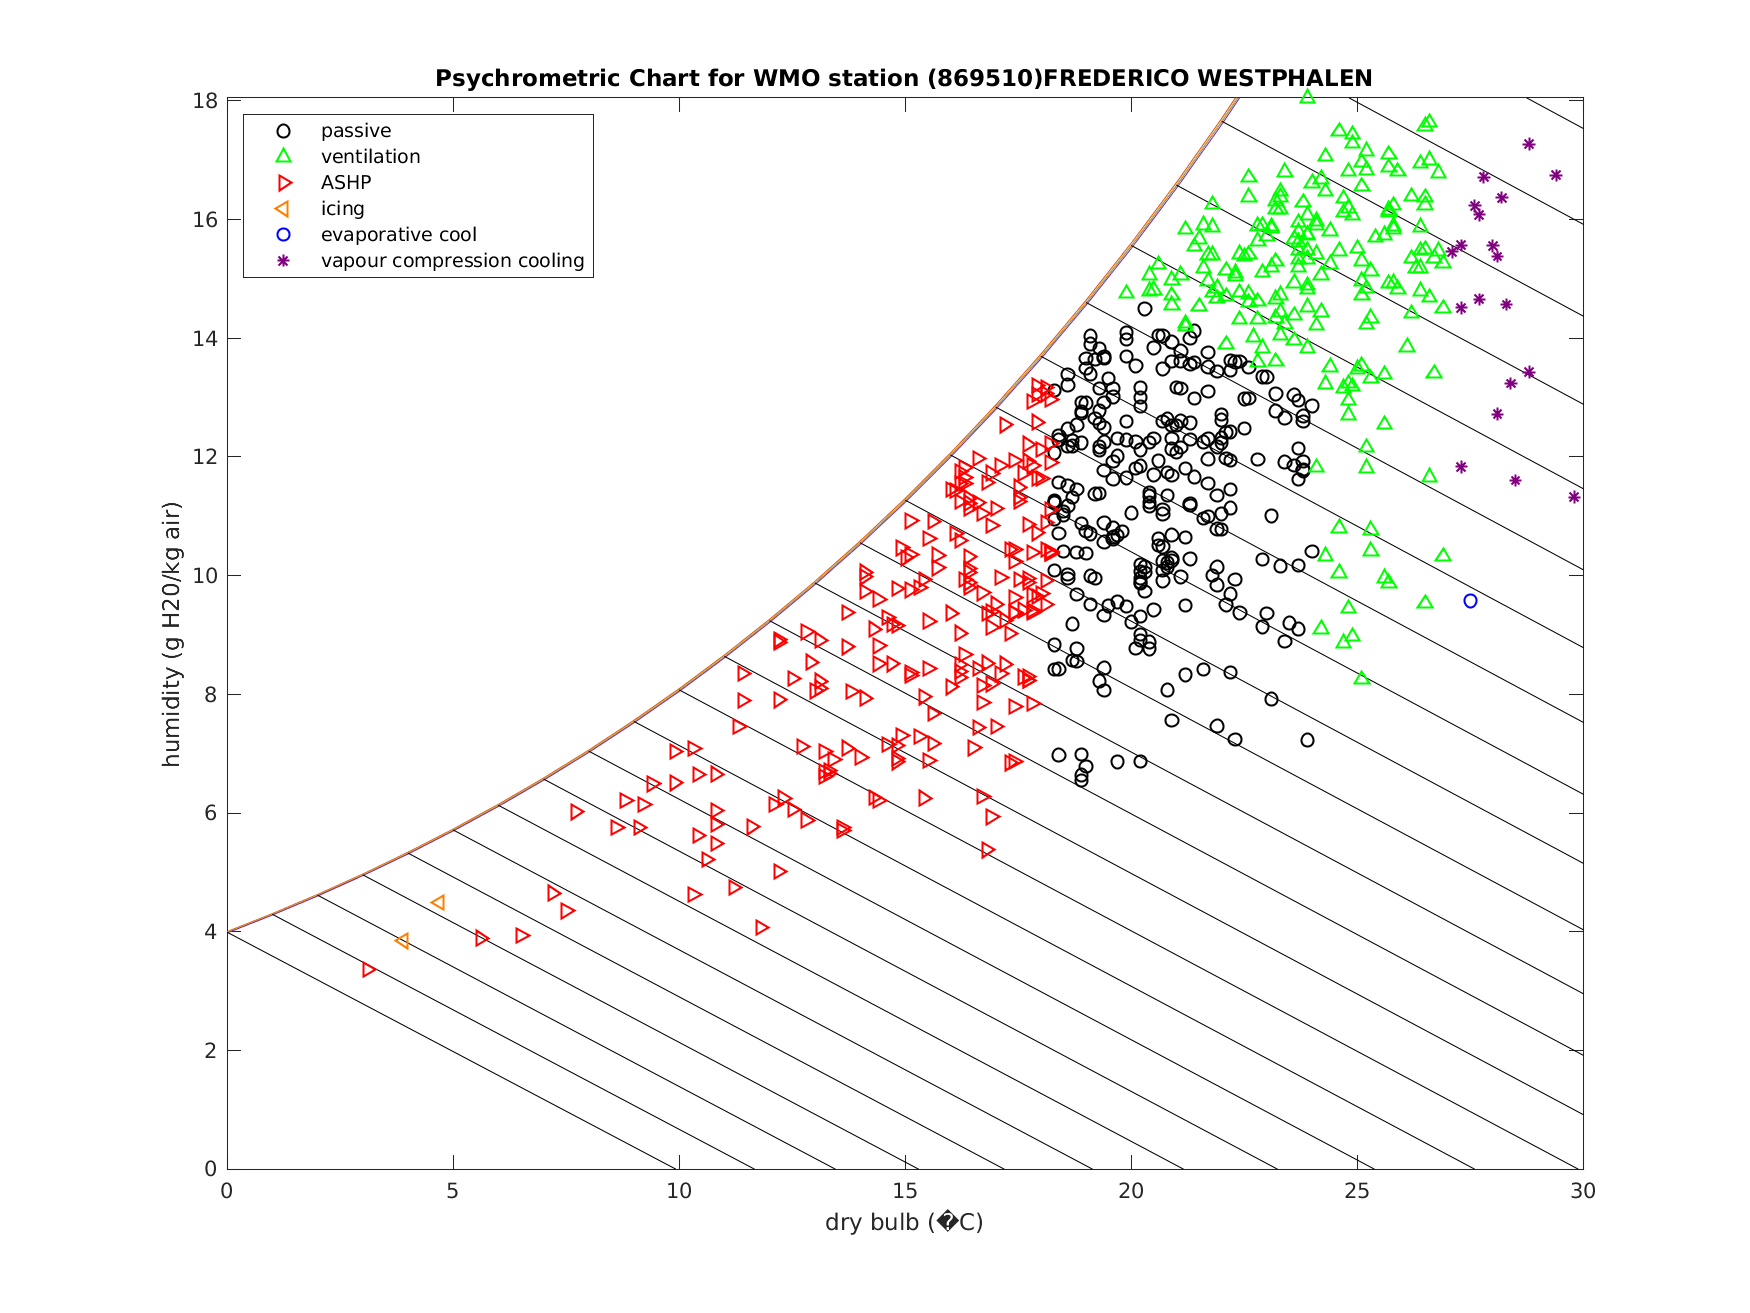 Psychrometric Chart for WMO station (869510)FREDERICO WESTPHALEN
18
16
14
12
10
8
6
4
2
0
humidity (g H20/kg air)
passive
ventilation
ASHP
icing
evaporative cool
vapour compression cooling
0 5 10 15 20 25 30
dry bulb (�C)